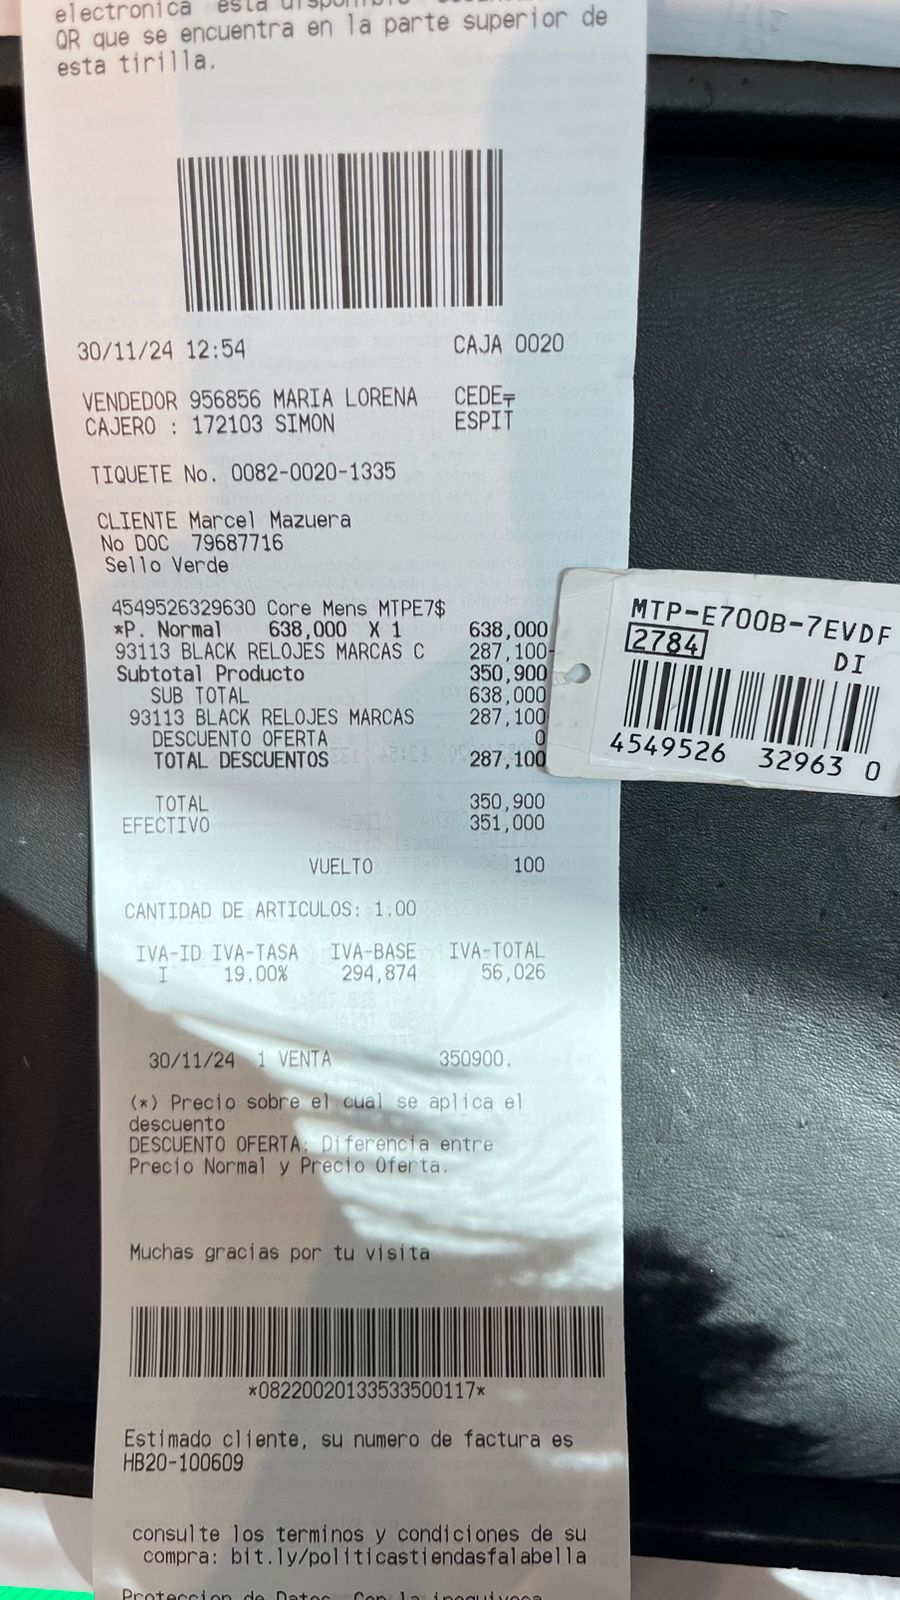 electronica esta disponible
QR que se encuentra en la parte superior de
esta tirilla.
30/11/24 12:54 CAJA 0020
VENDEDOR 956856 MARIA LORENA CEDE
CAJERO : 172103 SIMON ESPIT
TIQUETE No. 0082-0020-1335
CLIENTE Marcel Mazuera
No DOC 79687716
Sello Verde
4549526329630 Core Mens MTPE7$
*P. Normal 638,000 X 1 638,000
93113 BLACK RELOJES MARCAS C 287,100-
Subtotal Producto 350,900
SUB TOTAL 638,000
93113 BLACK RELOJES MARCAS 287,100
DESCUENTO OFERTA 0
TOTAL DESCUENTOS 287,100
TOTAL 350,900
EFECTIVO 351,000
VUELTO 100
CANTIDAD DE ARTICULOS: 1.00
IVA-ID IVA-TASA IVA-BASE IVA-TOTAL
I 19.00% 294,874 56,026
30/11/24 1 VENTA 350900.
(*) Precio sobre el cual se aplica el
descuento
DESCUENTO OFERTA: Diferencia entre
Precio Normal y Precio Oferta.
Muchas gracias por tu visita
*08220020133533500117*
Estimado cliente, su numero de factura es
HB20-100609
consulte los terminos y condiciones de su
compra: bit.ly/politicastiendasfalabella
Proteccion de Datos. Con la inequivoca
MTP-E700B-7EVDF
2784
DI
4549526 32963 0